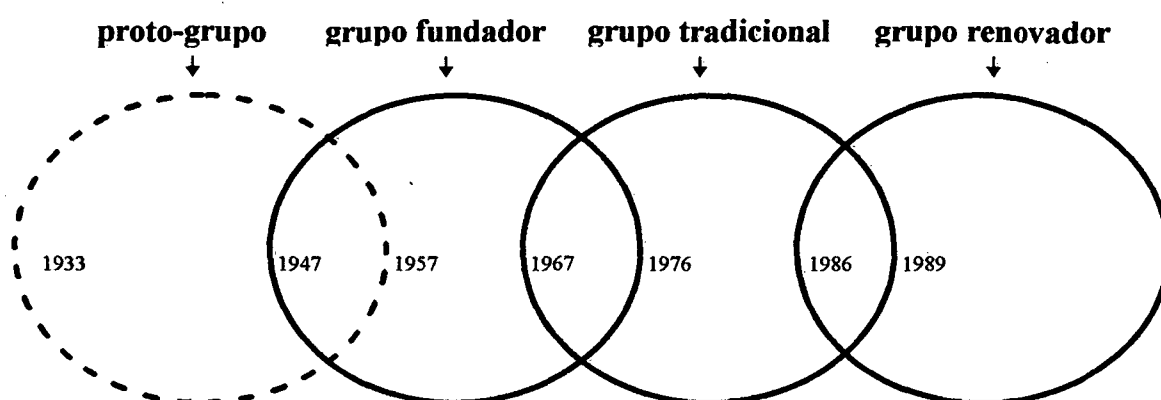 proto-grupo grupo fundador grupo tradicional grupo renovador
1933 1947 1957 1967 1976 1986 1989